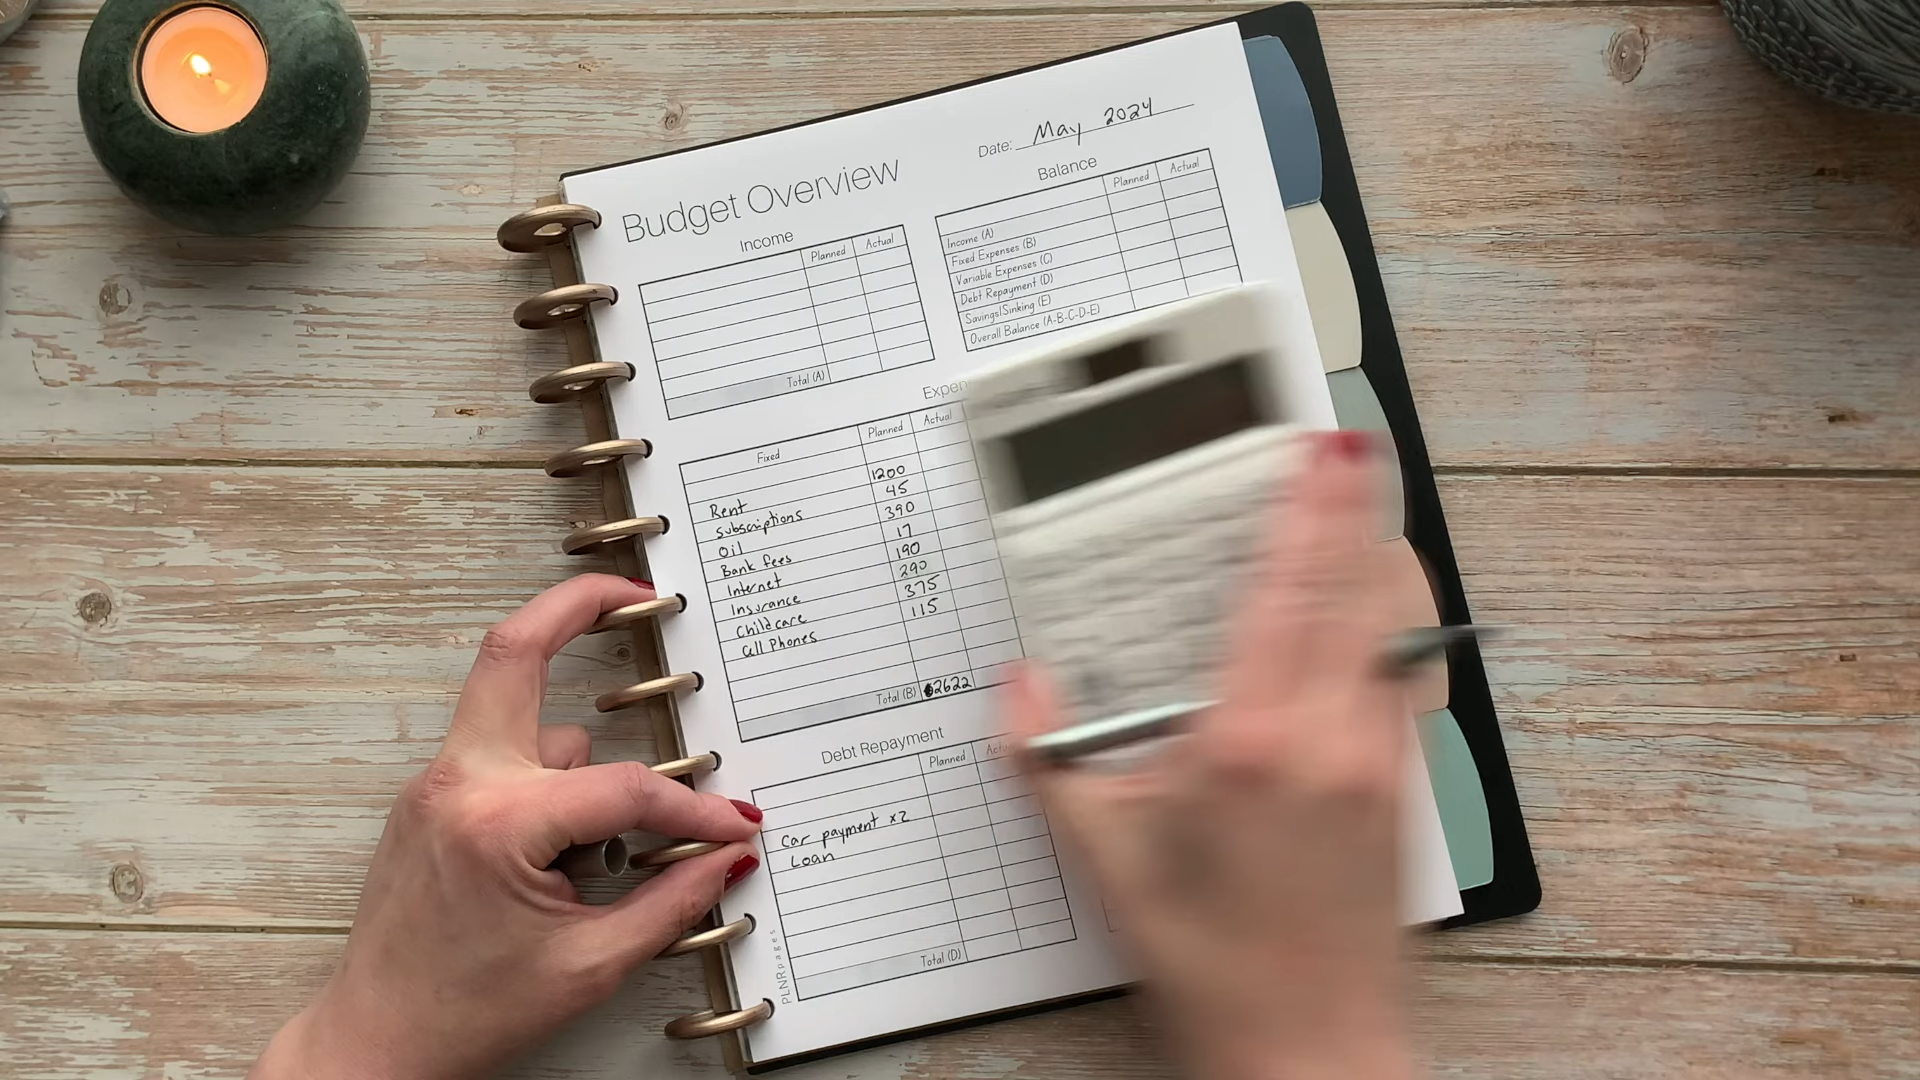 Date: May 2024
Budget Overview
Income
Planned Actual
Total (A)
Balance
Planned Actual
Income (A)
Fixed Expenses (B)
Variable Expenses (C)
Debt Repayment (D)
Savings|Sinking (E)
Overall Balance (A-B-C-D-E)
Fixed Planned Actual
Rent 1200
Subscriptions 45
Oil 390
Bank fees 17
Internet 190
Insurance 290
Childcare 375
Cell Phones 115
Total (B) 2622
Debt Repayment
Planned
Car payment x2
Loan
Total (D)
PLNRpages